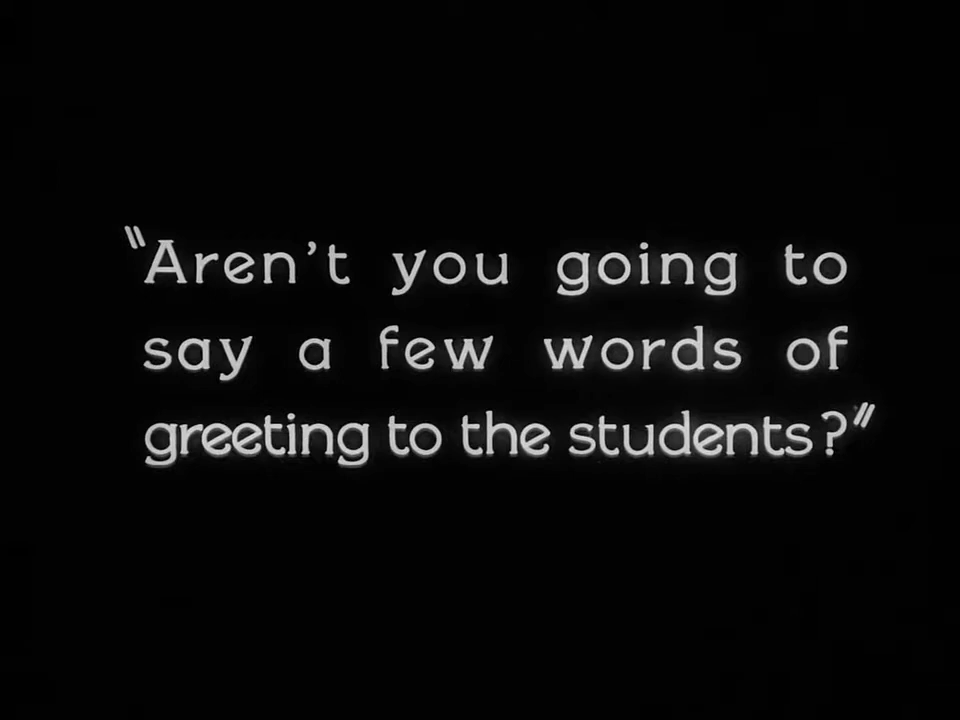 "Aren't you going to
say a few words of
greeting to the students?"